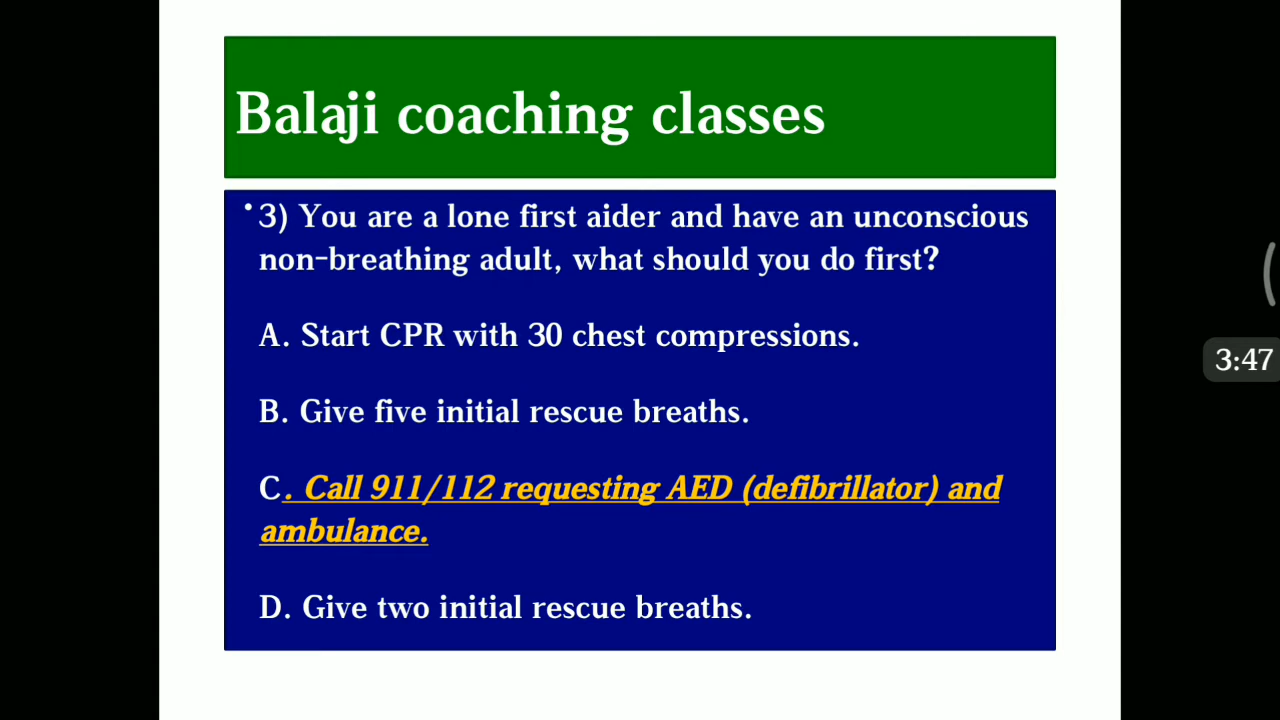 Balaji coaching classes
•3) You are a lone first aider and have an unconscious
non-breathing adult, what should you do first?
A. Start CPR with 30 chest compressions.
B. Give five initial rescue breaths.
C. Call 911/112 requesting AED (defibrillator) and
ambulance.
D. Give two initial rescue breaths.
3:47